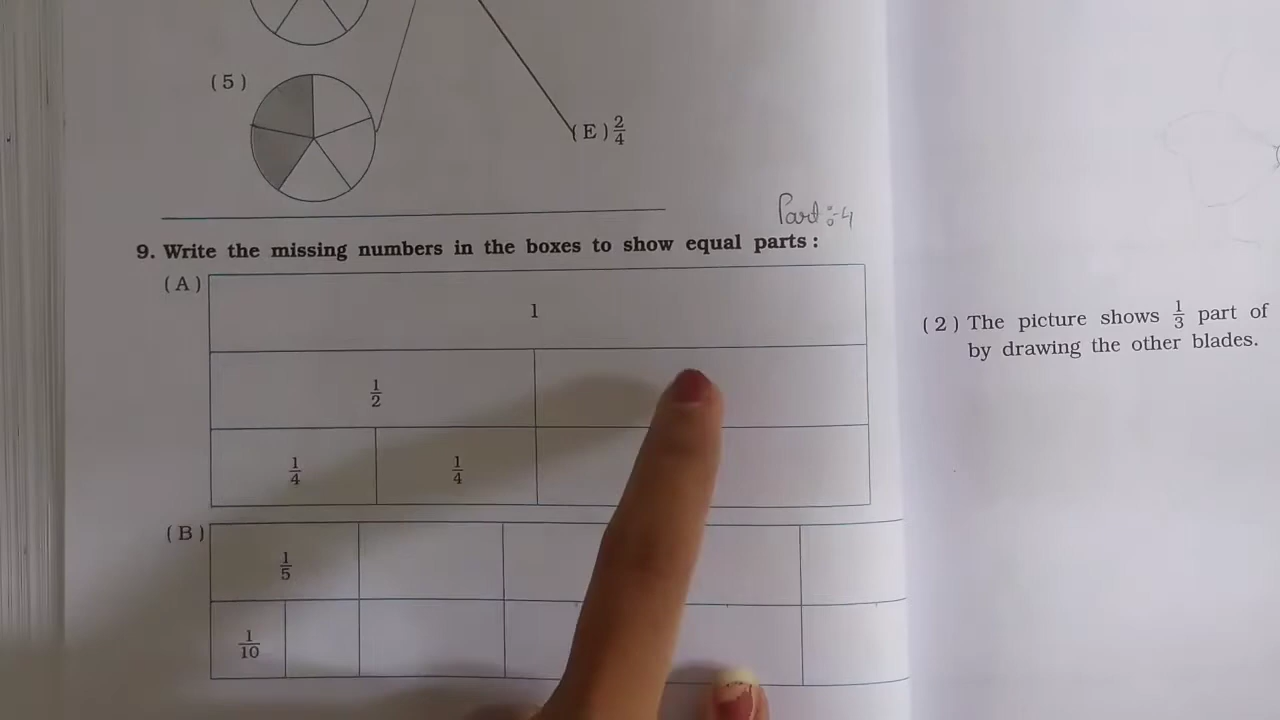 (5)
(E) 2/4
Part :- 4
9. Write the missing numbers in the boxes to show equal parts :
(A)
1
1/2
1/4 1/4
(B)
1/5
1/10
(2) The picture shows 1/3 part of
by drawing the other blades.